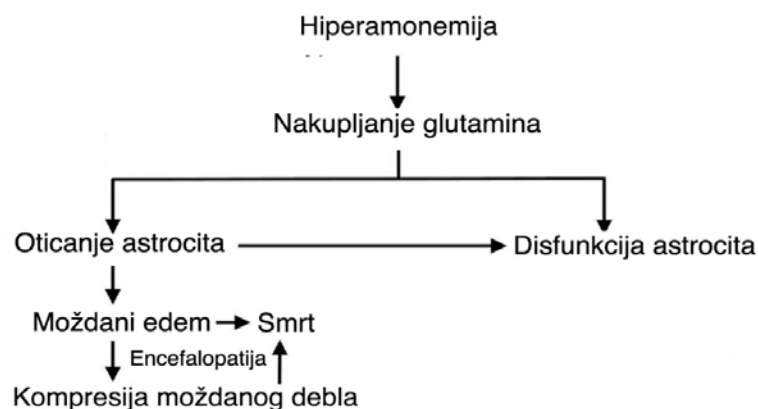 Hiperamonemija
Nakupljanje glutamina
Oticanje astrocita
Disfunkcija astrocita
Moždani edem
Smrt
Encefalopatija
Kompresija moždanog debla